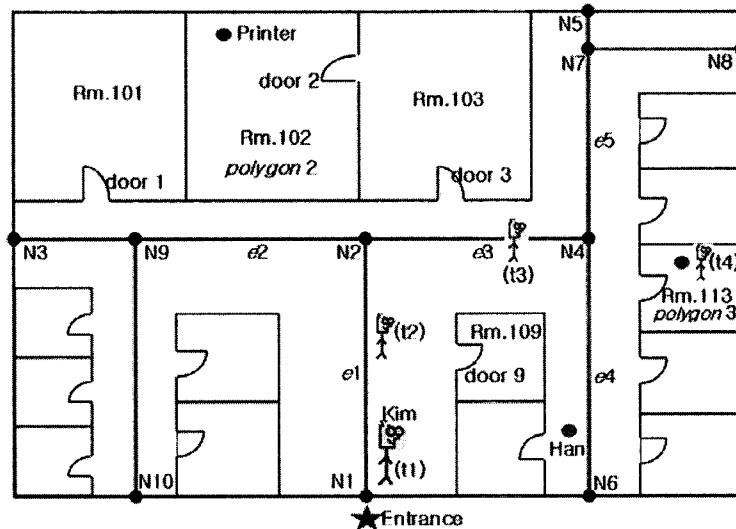 N5
Printer
N7
N8
door 2
Rm.101
Rm.103
Rm.102
e5
polygon 2
door 1
door 3
N3
N9
e2
N2
e3
N4
(t3)
(t4)
Rm.113
polygon 3
(t2)
Rm.109
e1
door 9
e4
Kim
Han
(t1)
N10
N1
N6
Entrance